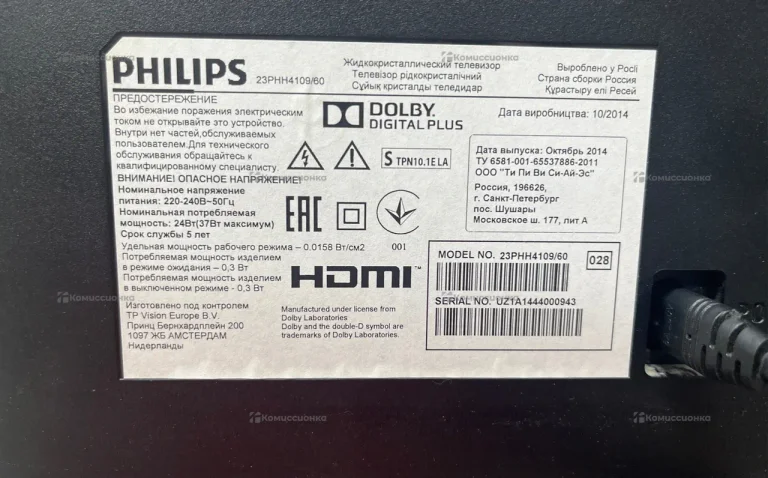 PHILIPS 23PHH4109/60
Жидкокристаллический телевизор
Телевізор рідкокристалічний
Сұйық кристалды теледидар
Вироблено у Росії
Страна сборки Россия
Құрастыру елі Ресей
ПРЕДОСТЕРЕЖЕНИЕ
Во избежание поражения электрическим
током не открывайте это устройство.
Внутри нет частей,обслуживаемых
пользователем.Для технического
обслуживания обращайтесь к
квалифицированному специалисту.
ВНИМАНИЕ! ОПАСНОЕ НАПРЯЖЕНИЕ!
Номинальное напряжение
питания: 220-240В~50Гц
Номинальная потребляемая
мощность: 24Вт(37Вт максимум)
Срок службы 5 лет
Удельная мощность рабочего режима – 0.0158 Вт/см2
Потребляемая мощность изделием
в режиме ожидания – 0,3 Вт
Потребляемая мощность изделием
в выключенном режиме - 0,3 Вт
Изготовлено под контролем
TP Vision Europe B.V.
Принц Бернхардплейн 200
1097 ЖБ АМСТЕРДАМ
Нидерланды
DOLBY.
DIGITAL PLUS
S TPN10.1E LA
EAC
001
HDMI™
Manufactured under license from
Dolby Laboratories
Dolby and the double-D symbol are
trademarks of Dolby Laboratories.
Дата виробництва: 10/2014
Дата выпуска: Октябрь 2014
ТУ 6581-001-65537886-2011
ООО "Ти Пи Ви Си-Ай-Эс"
Россия, 196626,
г. Санкт-Петербург
пос. Шушары
Московское ш. 177, лит А
MODEL NO. 23PHH4109/60
028
SERIAL NO. UZ1A1444000943
Комиссионка
Комиссионка
Комиссионка
Комиссионка
Комиссионка
Комиссионка
Комиссионка
Комиссионка